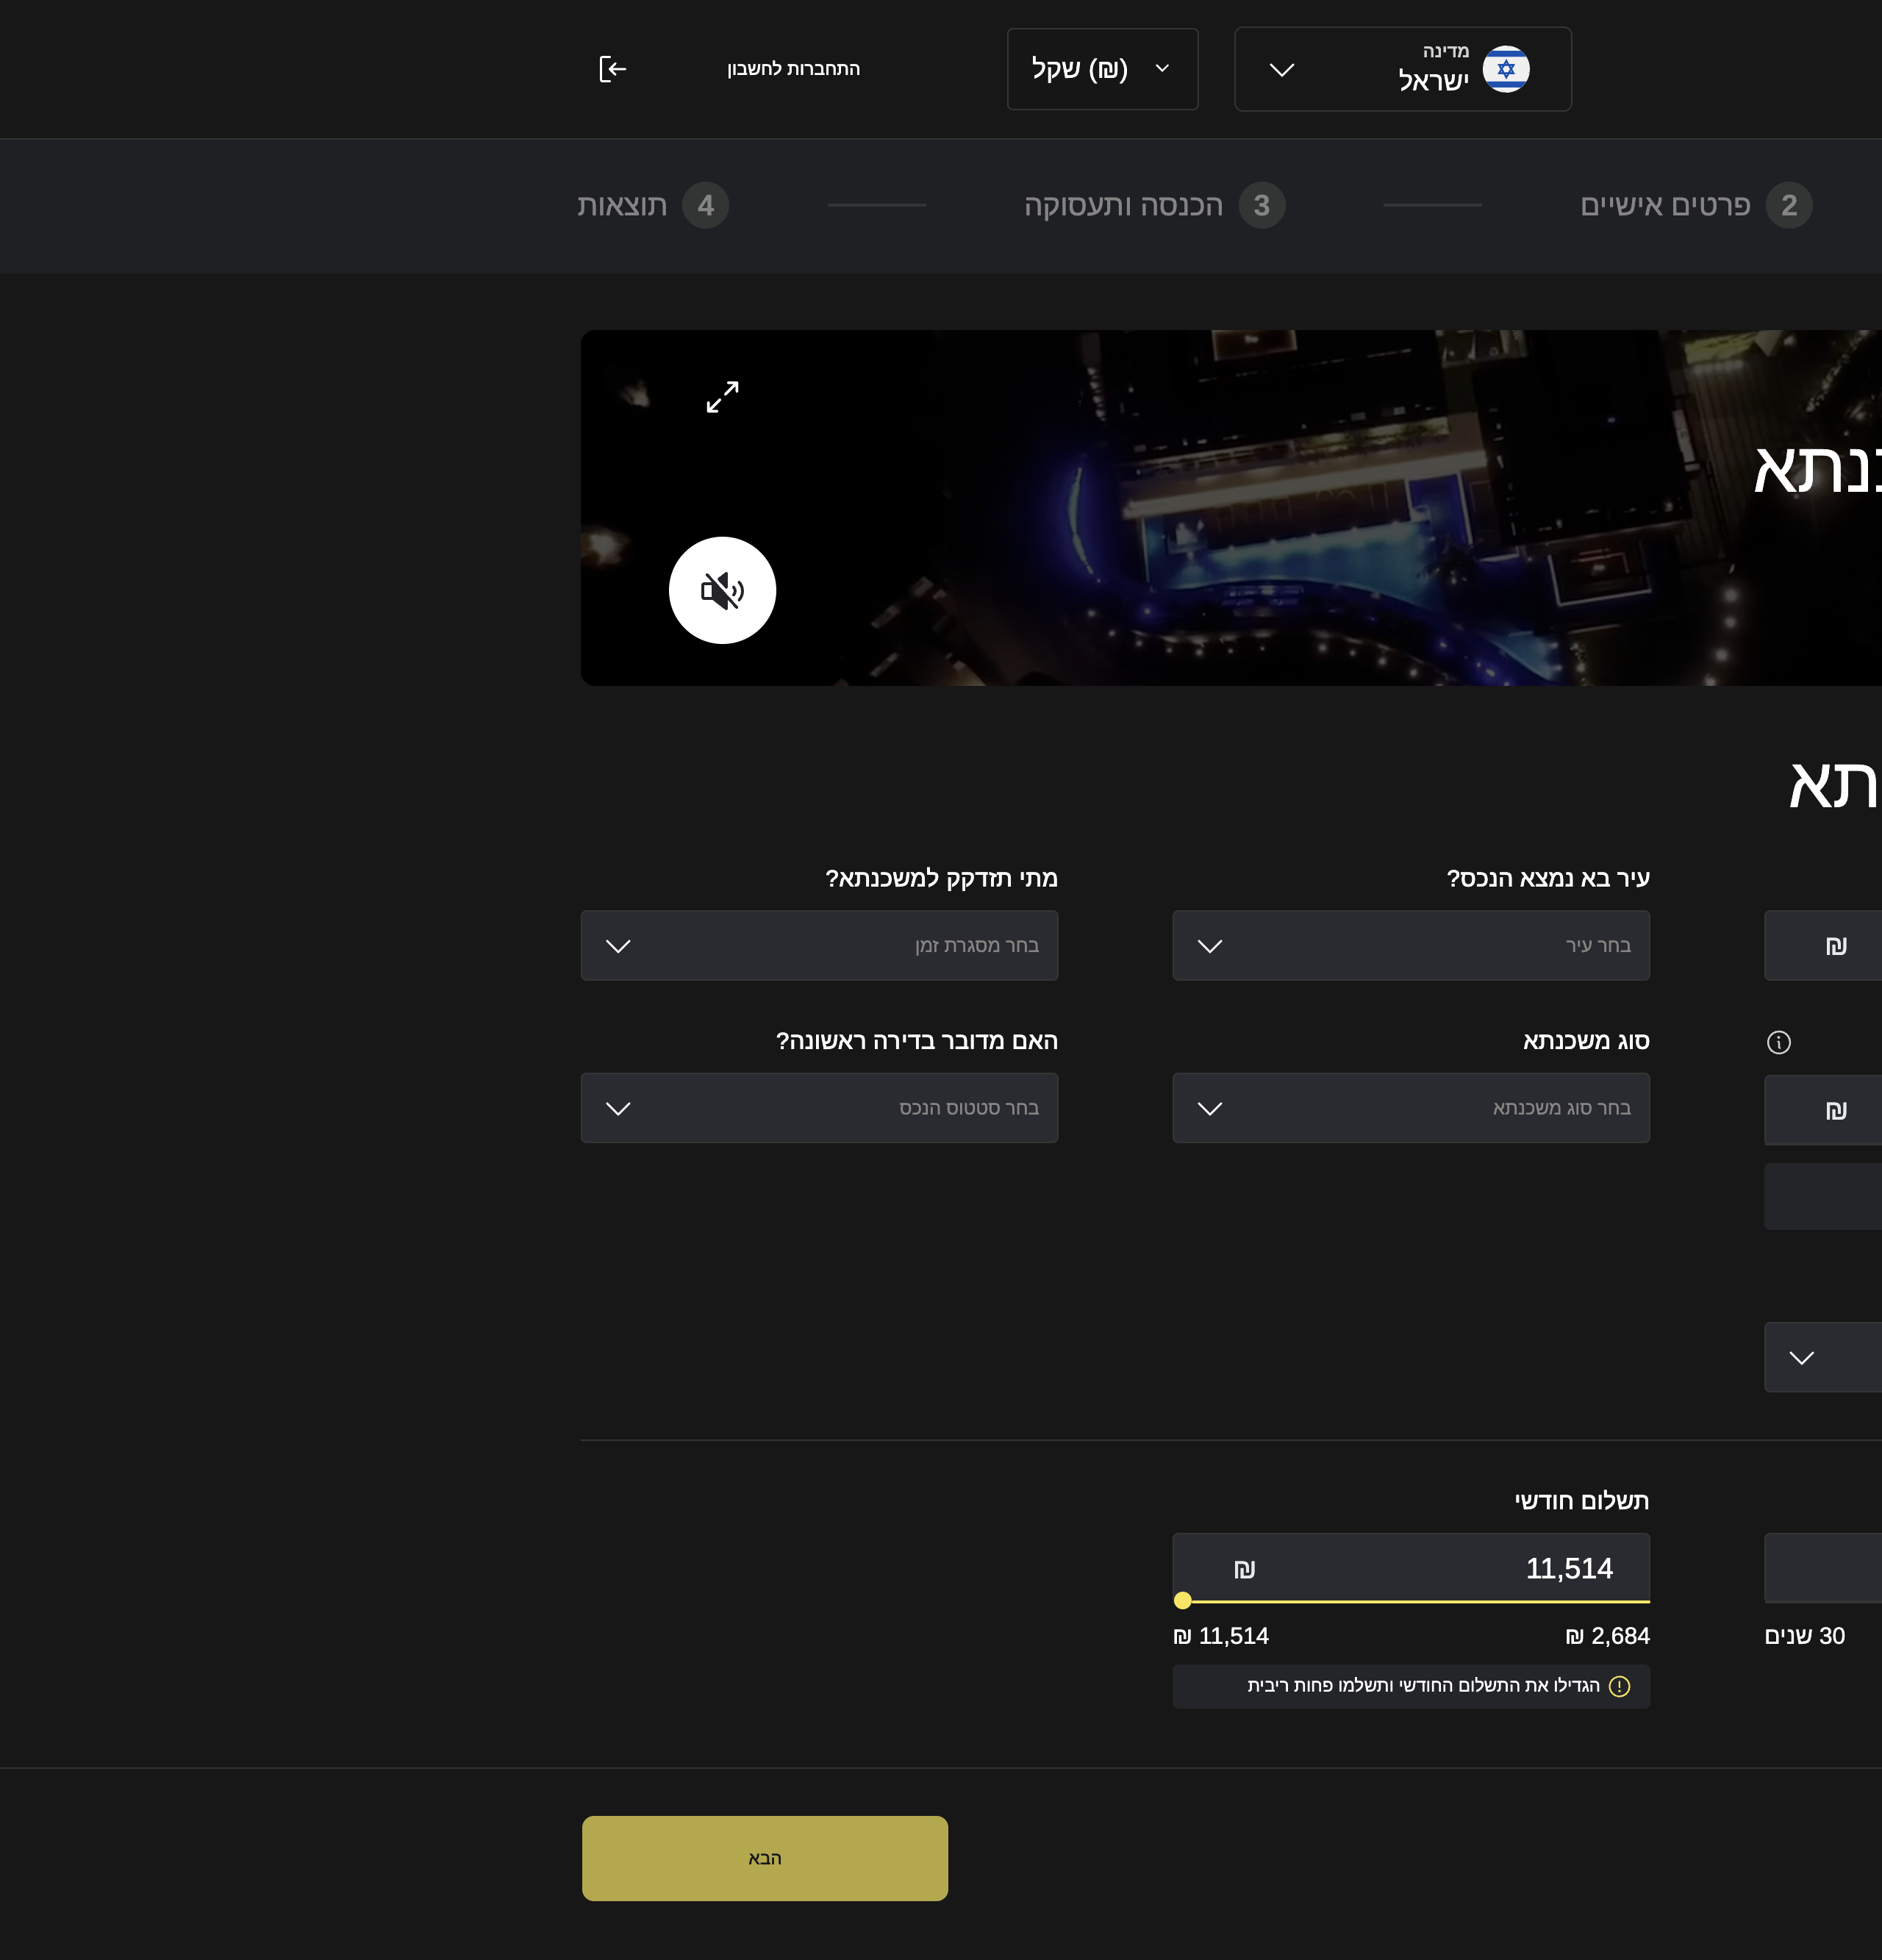 מדינה
ישראל
(₪) שקל
התחברות לחשבון
2 פרטים אישיים
3 הכנסה ותעסוקה
4 תוצאות
נתא
תא
עיר בא נמצא הנכס?
מתי תזדקק למשכנתא?
₪
בחר עיר
בחר מסגרת זמן
סוג משכנתא
האם מדובר בדירה ראשונה?
₪
בחר סוג משכנתא
בחר סטטוס הנכס
תשלום חודשי
11,514 ₪
30 שנים
2,684 ₪
11,514 ₪
הגדילו את התשלום החודשי ותשלמו פחות ריבית
הבא